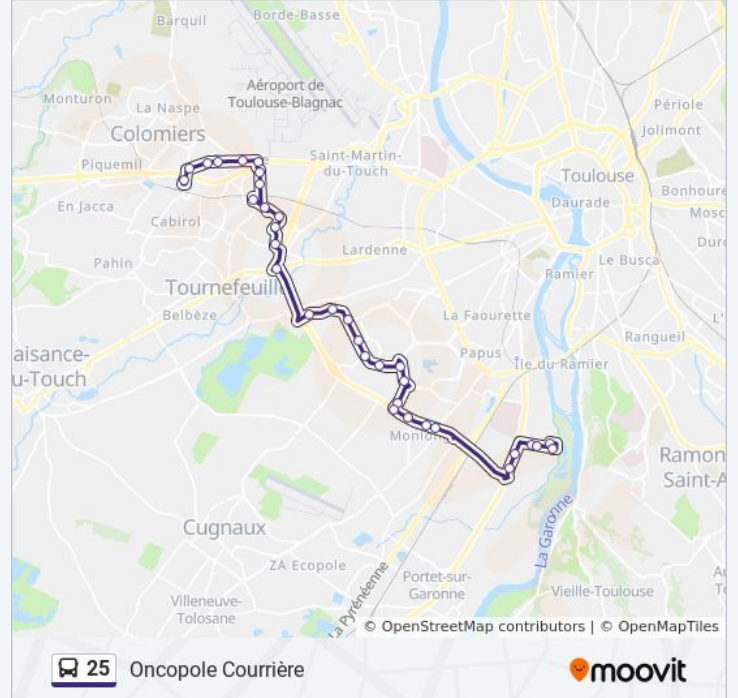 Barquil
Borde-Basse
Aéroport de
Toulouse-Blagnac
Monturon
La Naspe
Périole
Jolimont
Colomiers
Saint-Martin-
du-Touch
Piquemil
Toulouse
Bonhoure
En Jacca
Daurade
Mosc
Cabirol
Pahin
Lardenne
Le Busca
Ramier
Tournefeuill
Belbèze
La Faourette
Rangueil
L'
aisance-
u-Touch
Papus
Île du Ramier
Monlong
Ramon
Saint-A
Cugnaux
La Garonne
ZA Ecopole
La Pyrénéenne
Portet-sur-
Garonne
Vieille-Toulouse
Villeneuve-
Tolosane
© OpenStreetMap contributors | © OpenMapTiles
25 Oncopole Courrière
moovit